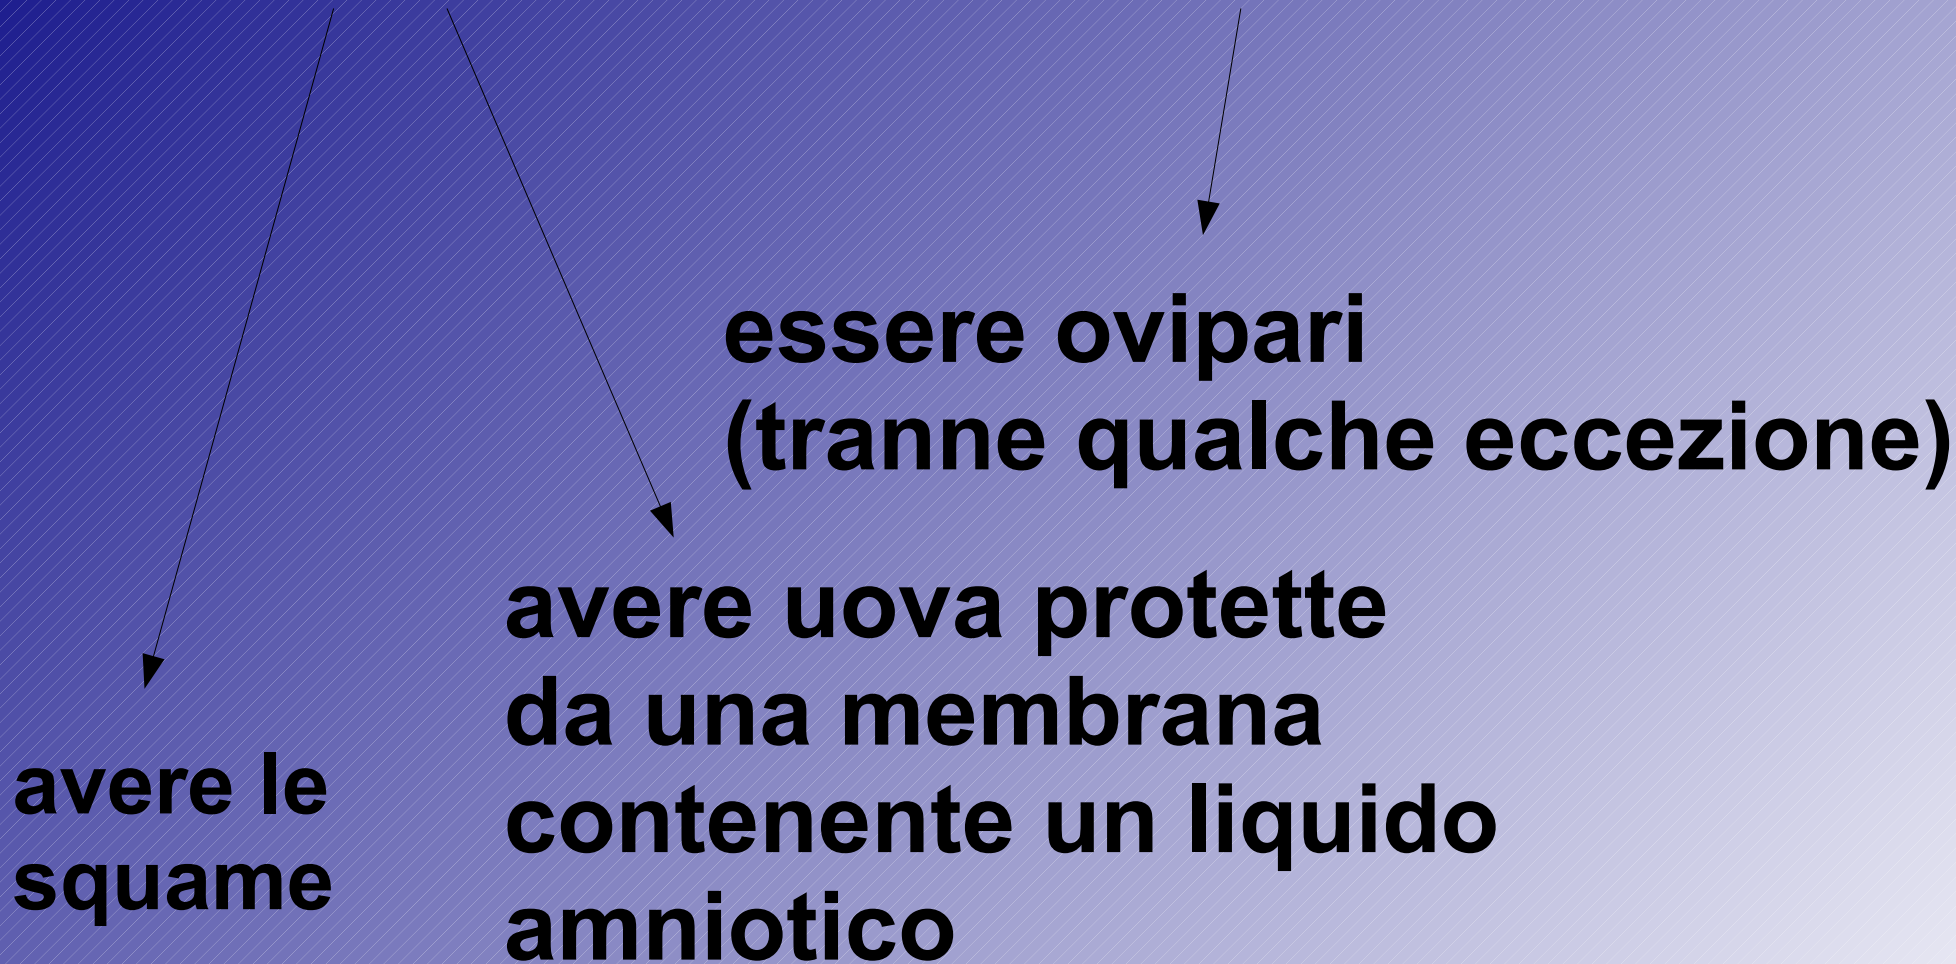 essere ovipari
(tranne qualche eccezione)
avere uova protette
da una membrana
contenente un liquido
amniotico
avere le
squame